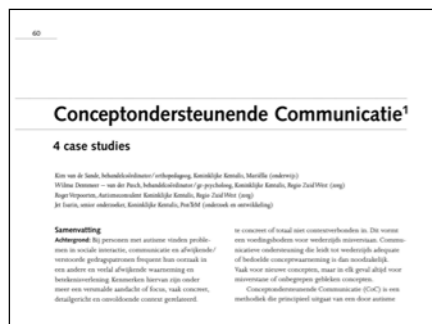 60
Conceptondersteunende Communicatie¹
4 case studies
Kim van de Sande, behandelcoördinator/orthopedagoog, Koninklijke Kentalis, Mariëlla (onderwijs)
Wilma Dommeer – van der Pasch, behandelcoördinator/gz-psycholoog, Koninklijke Kentalis, Regio Zuid West (zorg)
Roger Verpoorten, Autismeconsulent Koninklijke Kentalis, Regio Zuid West (zorg)
Jet Isarin, senior onderzoeker, Koninklijke Kentalis, PonTeM (onderzoek en ontwikkeling)
Samenvatting
Achtergrond: Bij personen met autisme vinden proble-
men in sociale interactie, communicatie en afwijkende/
verstoorde gedragspatronen frequent hun oorzaak in
een andere en veelal afwijkende waarneming en
betekenisverlening. Kenmerken hiervan zijn onder
meer een versmalde aandacht of focus, vaak concreet,
detailgericht en onvoldoende context gerelateerd.
te concreet of totaal niet contextverbonden in. Dit vormt
een voedingsbodem voor wederzijds misverstaan. Commu-
nicatieve ondersteuning die leidt tot wederzijds adequate
of bedoelde conceptwaarneming is dan noodzakelijk.
Vaak voor nieuwe concepten, maar in elk geval altijd voor
misverstane of onbegrepen gebleken concepten.
Conceptondersteunende Communicatie (CoC) is een
methodiek die principieel uitgaat van een door autisme